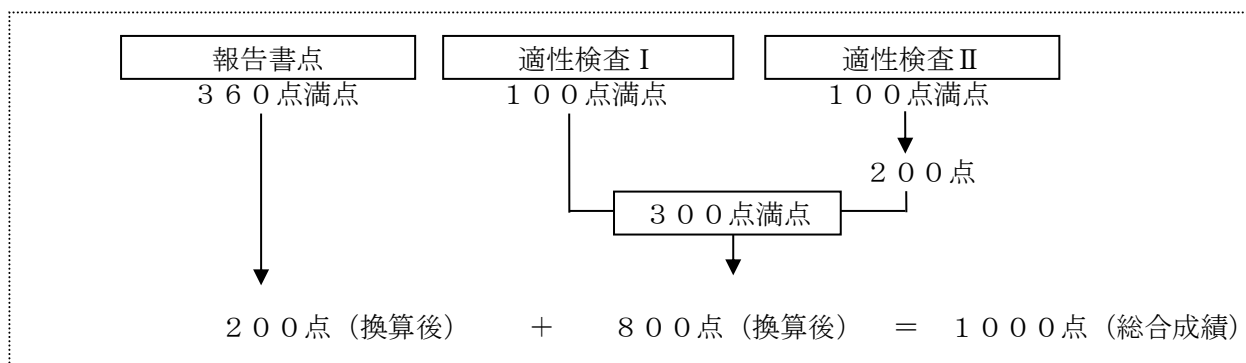 報告書点 適性検査Ⅰ 適性検査Ⅱ
３６０点満点 １００点満点 １００点満点
２００点
３００点満点
２００点（換算後） ＋ ８００点（換算後） ＝ １０００点（総合成績）